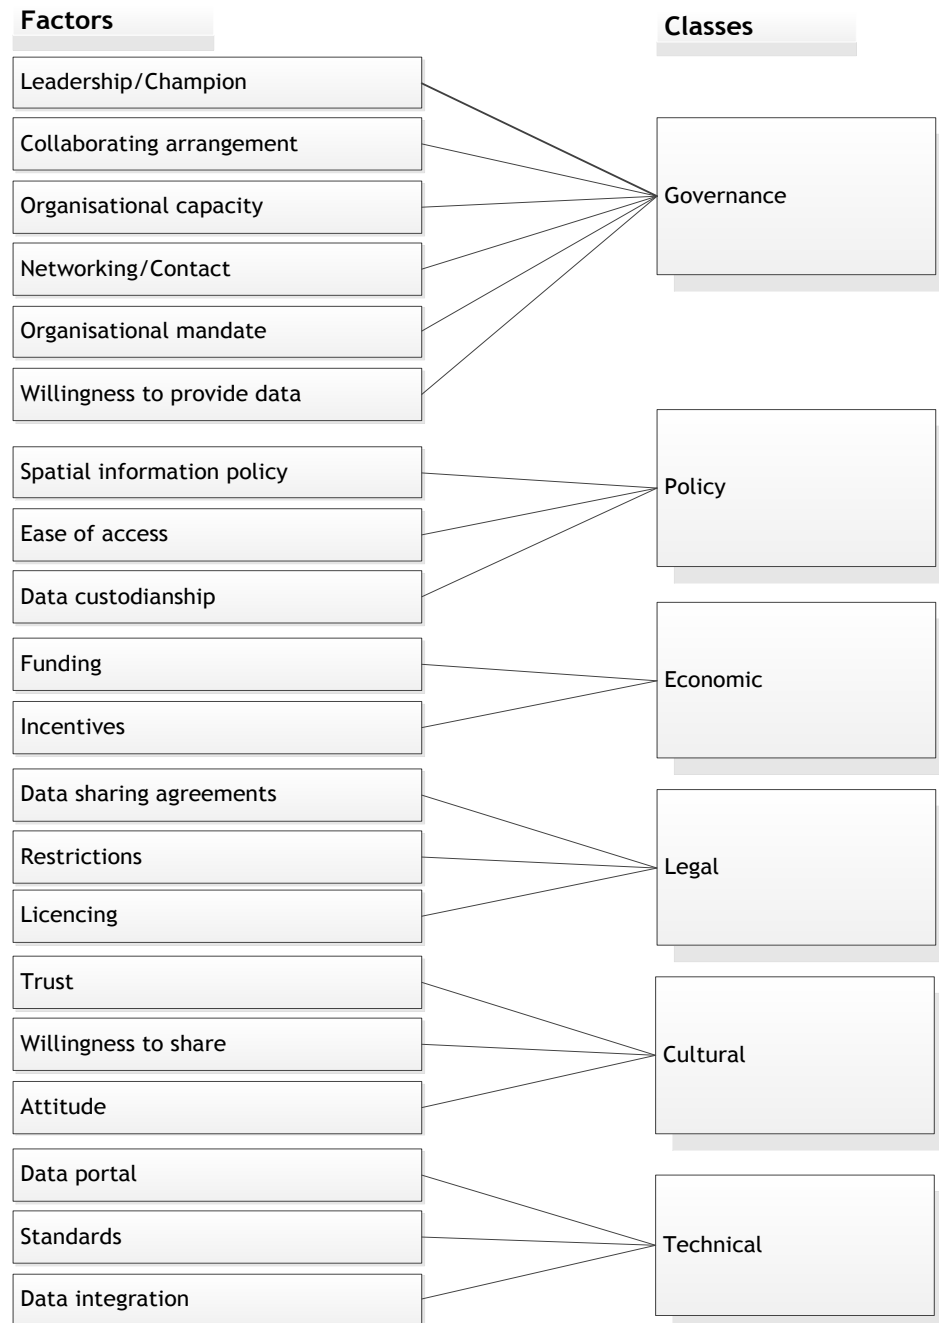 Factors
Classes
Leadership/Champion
Collaborating arrangement
Organisational capacity
Networking/Contact
Organisational mandate
Willingness to provide data
Governance
Spatial information policy
Ease of access
Data custodianship
Policy
Funding
Incentives
Economic
Data sharing agreements
Restrictions
Licencing
Legal
Trust
Willingness to share
Attitude
Cultural
Data portal
Standards
Data integration
Technical